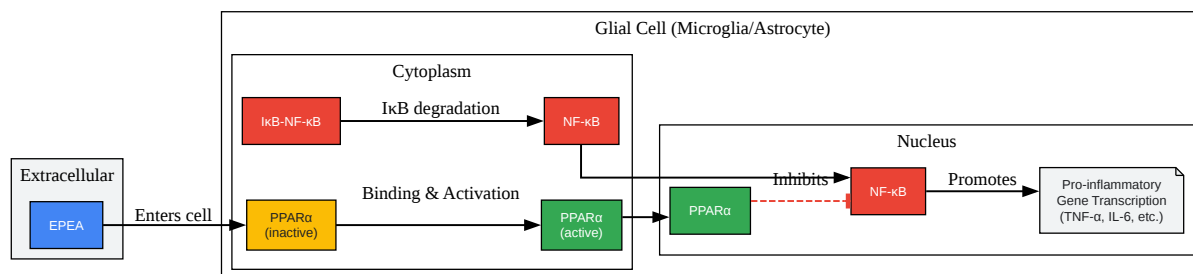 Glial Cell (Microglia/Astrocyte)
Cytoplasm
IκB-NF-κB
IκB degradation
NF-κB
Nucleus
Extracellular
EPEA
Enters cell
PPARα
(inactive)
Binding & Activation
PPARα
(active)
PPARα
Inhibits
NF-κB
Promotes
Pro-inflammatory
Gene Transcription
(TNF-α, IL-6, etc.)